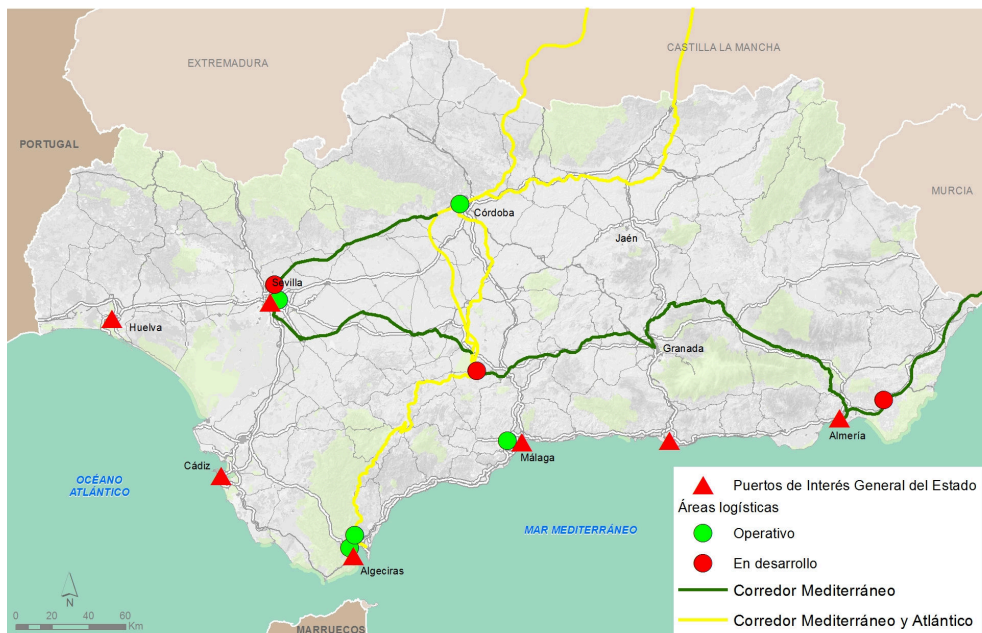 EXTREMADURA
CASTILLA LA MANCHA
PORTUGAL
MURCIA
Córdoba
Jaén
Sevilla
Huelva
Granada
Almería
Málaga
Cádiz
OCÉANO
ATLÁNTICO
MAR MEDITERRÁNEO
Algeciras
MARRUECOS
N
0 20 40 60
Km
Puertos de Interés General del Estado
Áreas logísticas
Operativo
En desarrollo
Corredor Mediterráneo
Corredor Mediterráneo y Atlántico